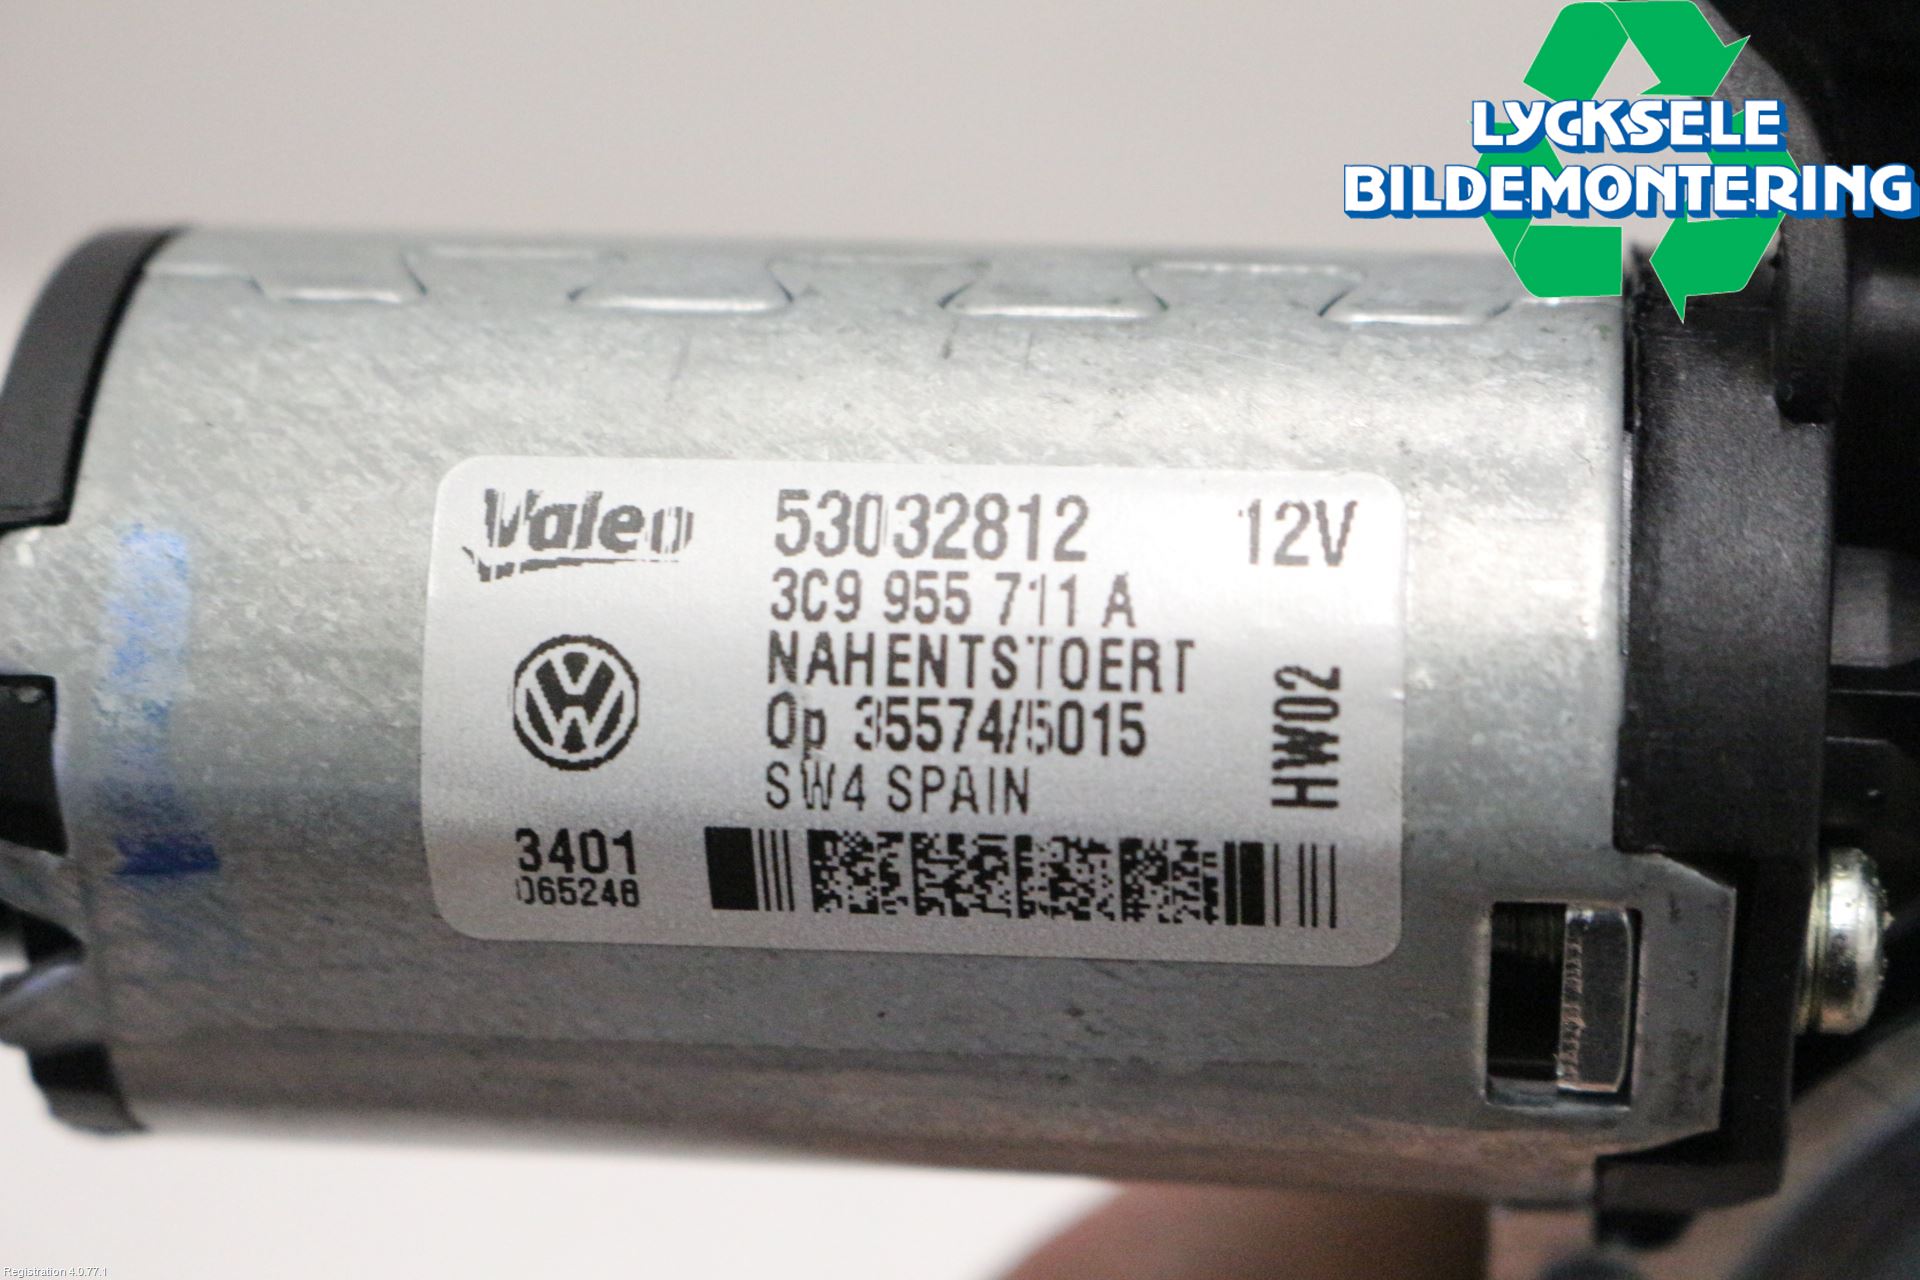 LYCKSELE
BILDEMONTERING
Valeo 53032812 12V
3C9 955 711 A
NAHENTSTOERT
Op 35574/5015
SW4 SPAIN
HW02
3401
065248
Registration 4.0.77.1